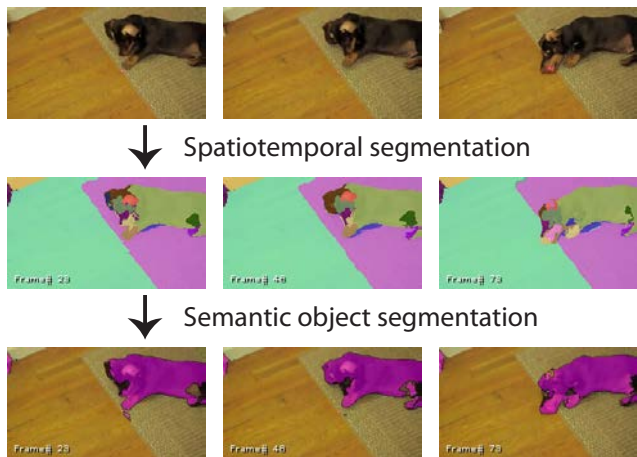 Spatiotemporal segmentation
Frame# 23
Frame# 48
Frame# 73
Semantic object segmentation
Frame# 23
Frame# 48
Frame# 73